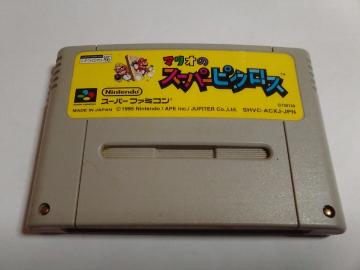 マリオの
スーパーピクロス
TM
Nintendo
スーパーファミコン
MADE IN JAPAN
© 1995 Nintendo / APE inc./ JUPITER Co.,Ltd.
SHVC-ACXJ-JPN